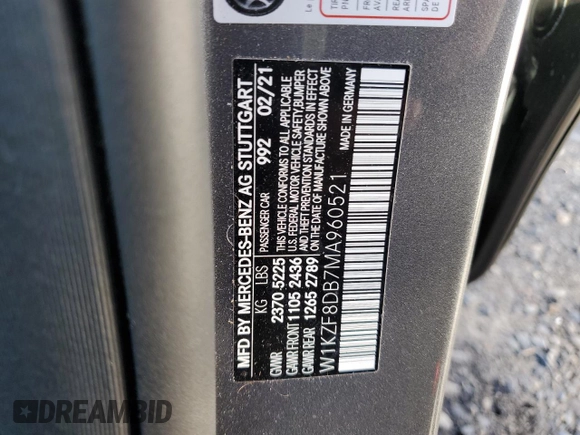 MFD BY MERCEDES-BENZ AG STUTTGART
PASSENGER CAR 992 02/21
KG LBS
GVWR 2370 5225
GAWR FRONT 1105 2436
GAWR REAR 1265 2789
THIS VEHICLE CONFORMS TO ALL APPLICABLE
U.S. FEDERAL MOTOR VEHICLE SAFETY,BUMPER
AND THEFT PREVENTION STANDARDS IN EFFECT
ON THE DATE OF MANUFACTURE SHOWN ABOVE
W1KZF8DB7MA960521
MADE IN GERMANY
DREAMBID